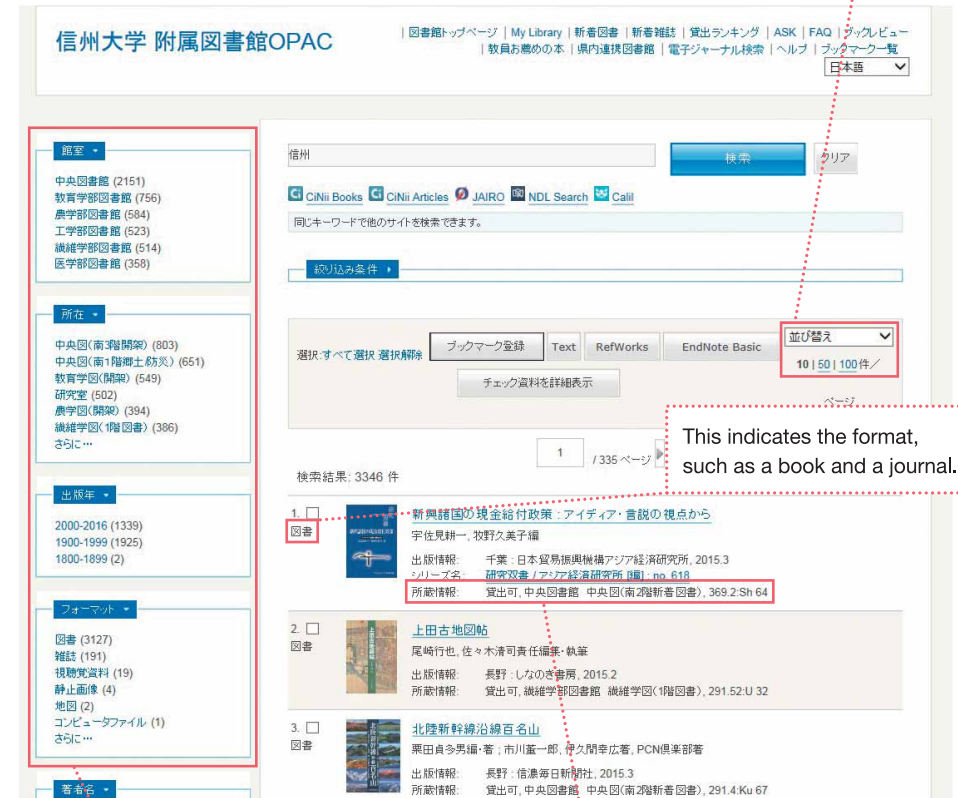 信州大学 附属図書館OPAC
| 図書館トップページ | My Library | 新着図書 | 新着雑誌 | 貸出ランキング | ASK | FAQ | ブックレビュー
| 教員お薦めの本 | 県内連携図書館 | 電子ジャーナル検索 | ヘルプ | ブックマーク一覧
日本語
館室
中央図書館 (2151)
教育学部図書館 (756)
農学部図書館 (584)
工学部図書館 (523)
繊維学部図書館 (514)
医学部図書館 (358)
所在
中央図(南3階開架) (803)
中央図(南1階郷土&防災) (651)
教育学図(開架) (549)
研究室 (502)
農学図(開架) (394)
繊維学図(1階図書) (386)
さらに…
出版年
2000-2016 (1339)
1900-1999 (1925)
1800-1899 (2)
フォーマット
図書 (3127)
雑誌 (191)
視聴覚資料 (19)
静止画像 (4)
地図 (2)
コンピュータファイル (1)
さらに…
著者名
信州
検索
クリア
CiNii Books CiNii Articles JAIRO NDL Search Calil
同じキーワードで他のサイトを検索できます。
絞り込み条件
選択:すべて選択 選択解除
ブックマーク登録
Text
RefWorks
EndNote Basic
チェック資料を詳細表示
並び替え
10 | 50 | 100件/
ページ
This indicates the format,
such as a book and a journal.
1 / 335 ページ
検索結果: 3346 件
1.
図書
新興諸国の現金給付政策 : アイディア・言説の視点から
宇佐見耕一, 牧野久美子編
出版情報: 千葉 : 日本貿易振興機構アジア経済研究所, 2015.3
シリーズ名: 研究双書 / アジア経済研究所 [編] ; no. 618
所蔵情報: 貸出可, 中央図書館 中央図(南2階新着図書), 369.2:Sh 64
2.
図書
上田古地図帖
尾崎行也, 佐々木清司責任編集・執筆
出版情報: 長野 : しなのき書房, 2015.2
所蔵情報: 貸出可, 繊維学部図書館 繊維学図(1階図書), 291.52:U 32
3.
図書
北陸新幹線沿線百名山
栗田貞多男編・著 ; 市川董一郎, 伊久間幸広著, PCN倶楽部著
出版情報: 長野 : 信濃毎日新聞社, 2015.3
所蔵情報: 貸出可, 中央図書館 中央図(南2階新着図書), 291.4:Ku 67